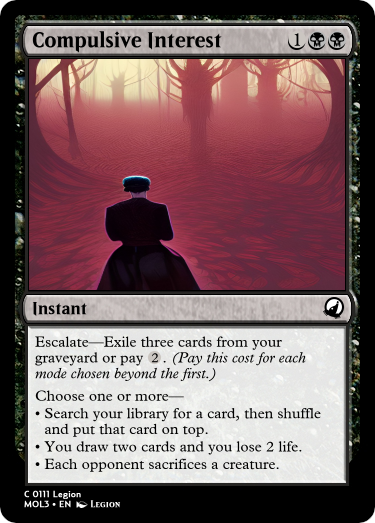 Compulsive Interest 1
Instant
Escalate—Exile three cards from your
graveyard or pay 2. (Pay this cost for each
mode chosen beyond the first.)
Choose one or more—
• Search your library for a card, then shuffle
and put that card on top.
• You draw two cards and you lose 2 life.
• Each opponent sacrifices a creature.
C 0111 Legion
MOL3 • EN Legion